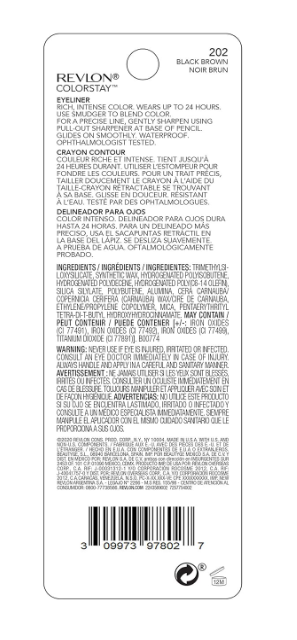 202
BLACK BROWN
NOIR BRUN
REVLON®
COLORSTAY™
EYELINER
RICH, INTENSE COLOR. WEARS UP TO 24 HOURS.
USE SMUDGER TO BLEND COLOR.
FOR A PRECISE LINE, GENTLY SHARPEN USING
PULL-OUT SHARPENER AT BASE OF PENCIL.
GLIDES ON SMOOTHLY. WATERPROOF.
OPHTHALMOLOGIST TESTED.
CRAYON CONTOUR
COULEUR RICHE ET INTENSE. TIENT JUSQU'À
24 HEURES DURANT. UTILISER L'ESTOMPEUR POUR
FONDRE LES COULEURS. POUR UN TRAIT PRÉCIS,
TAILLER DOUCEMENT LE CRAYON À L'AIDE DU
TAILLE-CRAYON RÉTRACTABLE SE TROUVANT
À SA BASE. GLISSE EN DOUCEUR. RÉSISTANT
À L'EAU. TESTÉ PAR DES OPHTALMOLOGUES.
DELINEADOR PARA OJOS
COLOR INTENSO. DELINEADOR PARA OJOS DURA
HASTA 24 HORAS. PARA UN DELINEADO MÁS
PRECISO, USA EL SACAPUNTAS RETRÁCTIL EN
LA BASE DEL LÁPIZ. SE DESLIZA SUAVEMENTE.
A PRUEBA DE AGUA. OFTALMOLÓGICAMENTE
PROBADO.
INGREDIENTS / INGRÉDIENTS / INGREDIENTES: TRIMETHYLSI-
LOXYSILICATE, SYNTHETIC WAX, HYDROGENATED POLYISOBUTENE,
HYDROGENATED POLYDECENE, HYDROGENATED POLY(C6-14 OLEFIN),
SILICA SILYLATE, POLYBUTENE, ALUMINA, CERA CARNAUBA/
COPERNICIA CERIFERA (CARNAUBA) WAX/CIRE DE CARNAUBA,
ETHYLENE/PROPYLENE COPOLYMER, MICA, PENTAERYTHRITYL
TETRA-DI-T-BUTYL HYDROXYHYDROCINNAMATE. MAY CONTAIN /
PEUT CONTENIR / PUEDE CONTENER [+/-: IRON OXIDES
(CI 77491), IRON OXIDES (CI 77492), IRON OXIDES (CI 77499),
TITANIUM DIOXIDE (CI 77891)].
WARNING: NEVER USE IF EYE IS INJURED, IRRITATED OR INFECTED.
CONSULT AN EYE DOCTOR IMMEDIATELY IN CASE OF INJURY.
ALWAYS HANDLE AND APPLY IN A CAREFUL AND SANITARY MANNER.
AVERTISSEMENT: NE JAMAIS UTILISER SI LES YEUX SONT BLESSÉS,
IRRITÉS OU INFECTÉS. CONSULTER UN OCULISTE IMMÉDIATEMENT EN
CAS DE BLESSURE. TOUJOURS MANIPULER ET APPLIQUER AVEC SOIN ET
DE FAÇON HYGIÉNIQUE. ADVERTENCIAS: NO UTILICE ESTE PRODUCTO
SI SU OJO SE ENCUENTRA LASTIMADO, IRRITADO O INFECTADO Y
CONSULTE A UN MÉDICO ESPECIALISTA INMEDIATAMENTE. SIEMPRE
MANIPULE EL APLICADOR CON EL MISMO CUIDADO SANITARIO QUE LE
PROPORCIONA A SUS OJOS.
3 09973 97802 7
12M